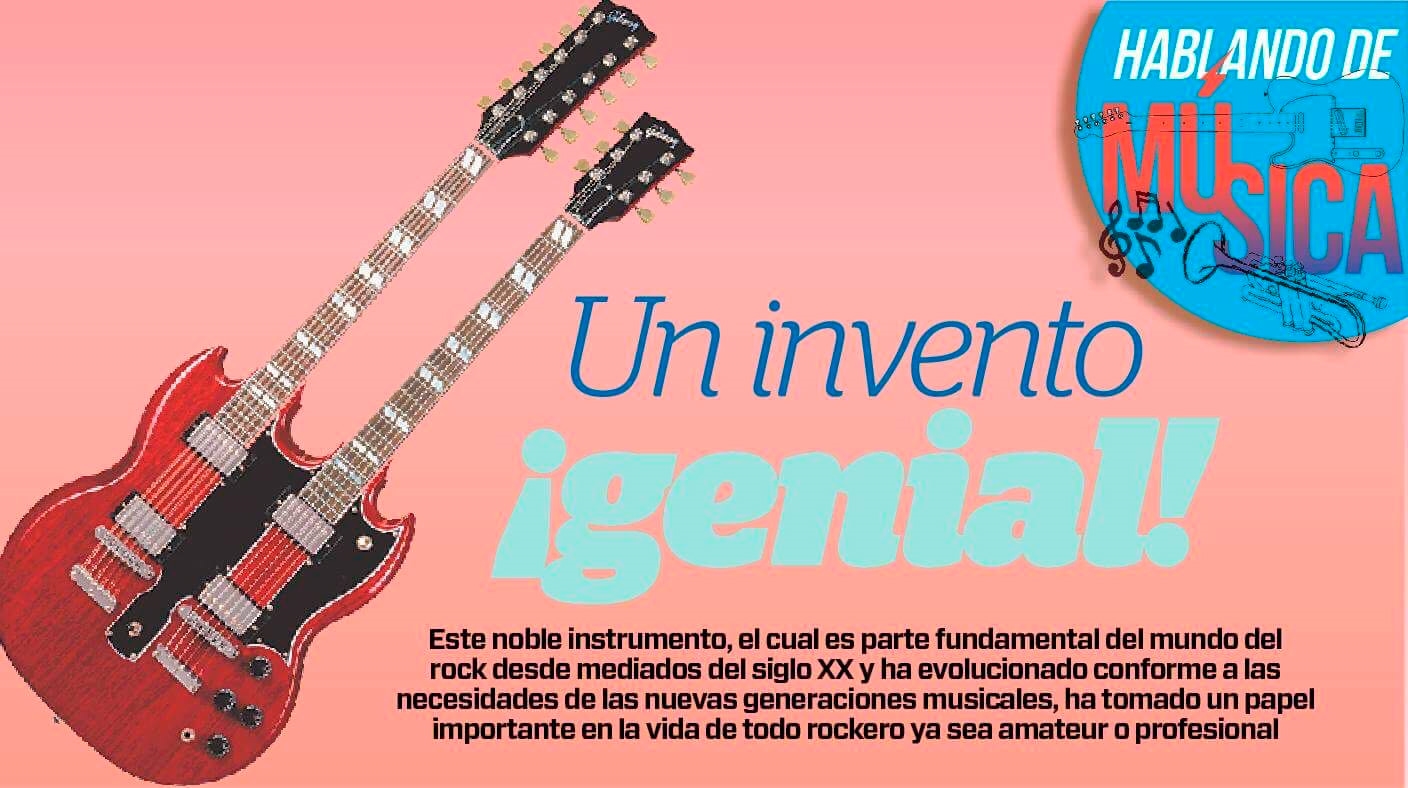 Gibson
Gibson
HABLANDO DE
MÚSICA
Un invento
¡genial!
Este noble instrumento, el cual es parte fundamental del mundo del
rock desde mediados del siglo XX y ha evolucionado conforme a las
necesidades de las nuevas generaciones musicales, ha tomado un papel
importante en la vida de todo rockero ya sea amateur o profesional